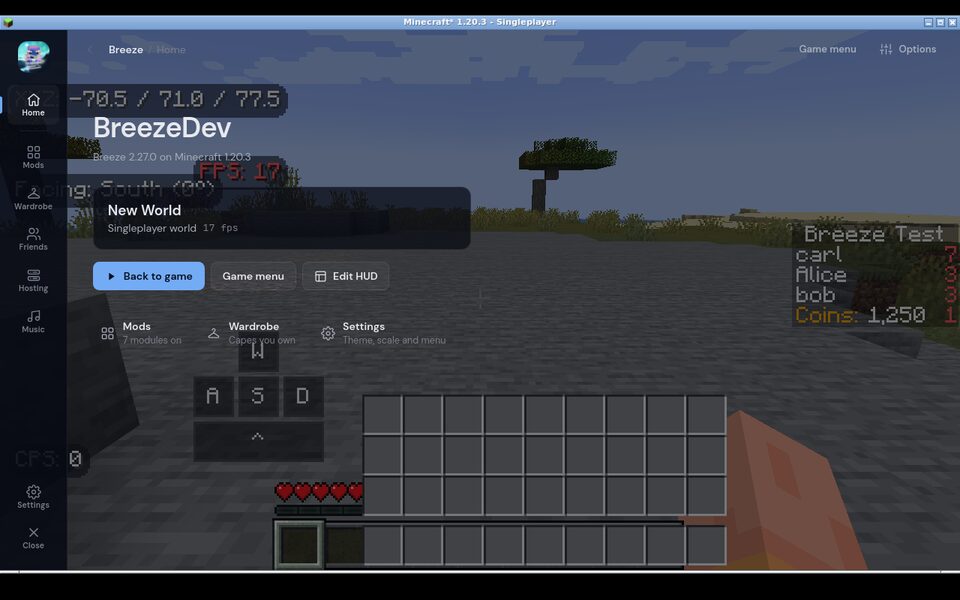 Minecraft* 1.20.3 - Singleplayer
Breeze / Home
Game menu
Options
Home
-70.5 / 71.0 / 77.5
BreezeDev
Breeze 2.27.0 on Minecraft 1.20.3
FPS: 17
Mods
Facing: South (0°)
Wardrobe
New World
Singleplayer world 17 fps
Friends
Breeze Test
carl 7
Alice 3
bob 3
Coins: 1,250 1
Back to game
Game menu
Edit HUD
Hosting
Music
Mods
7 modules on
Wardrobe
Capes you own
Settings
Theme, scale and menu
W
A S D
^
CPS: 0
Settings
Close